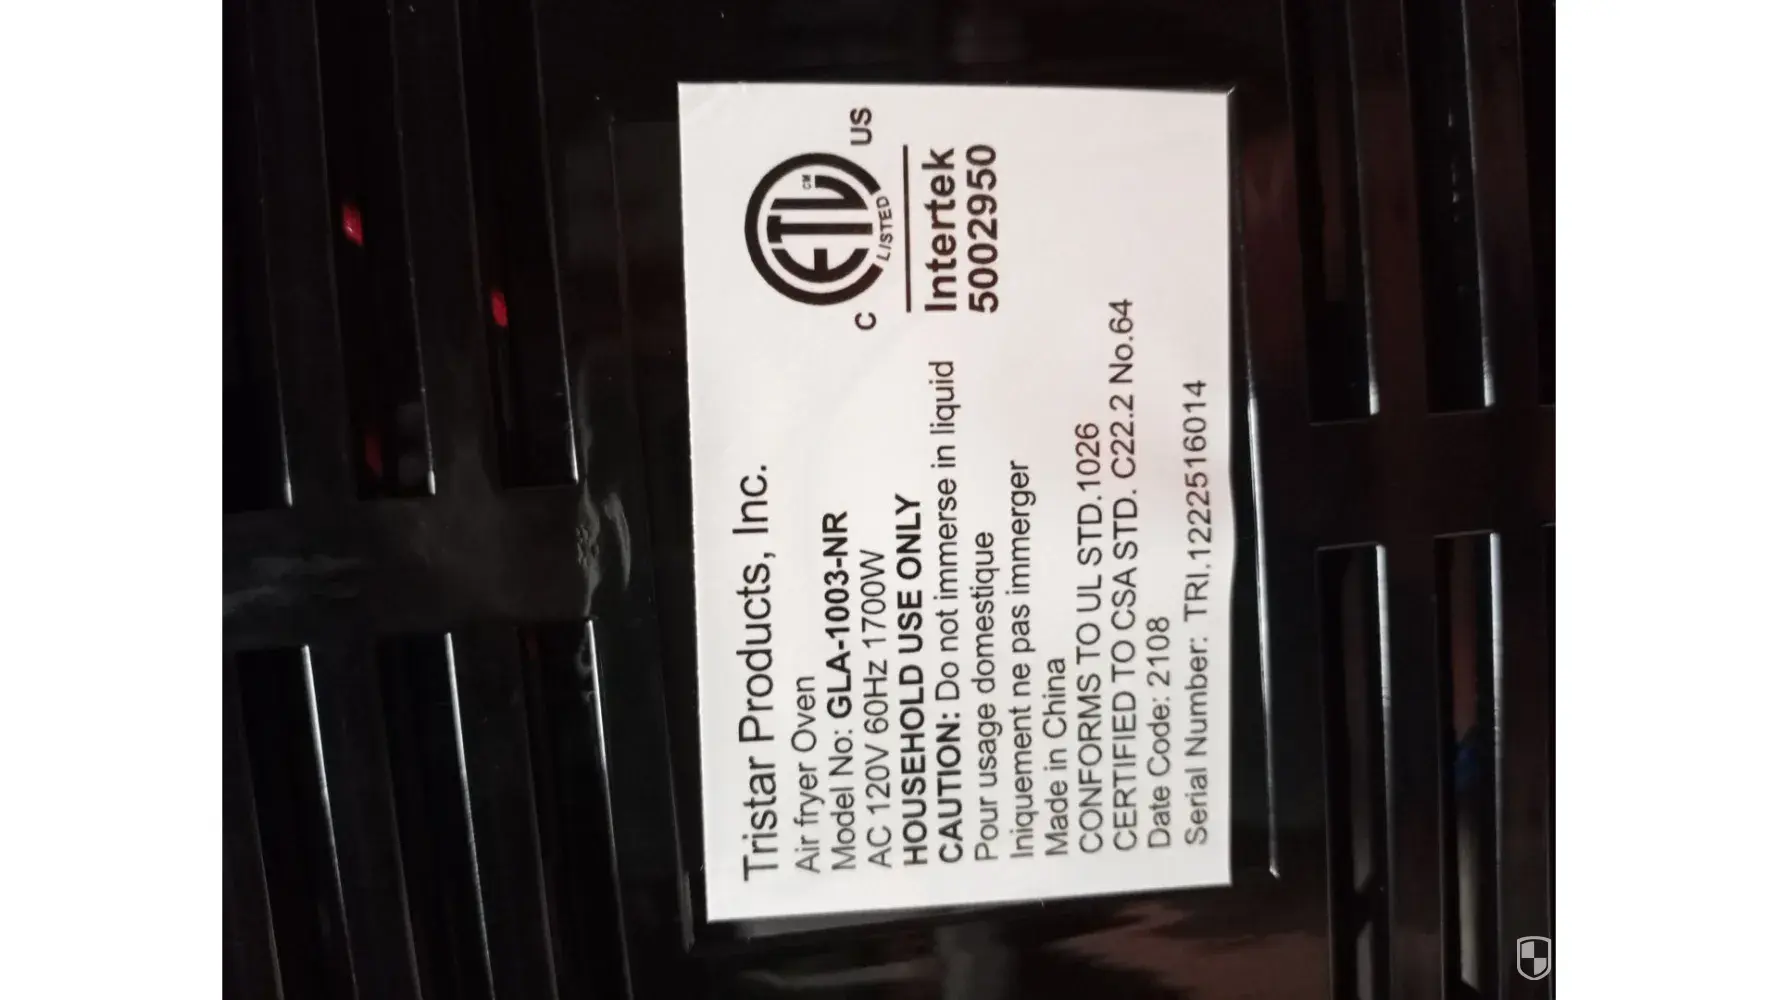 Tristar Products, Inc.
Air fryer Oven
Model No: GLA-1003-NR
AC 120V 60Hz 1700W
HOUSEHOLD USE ONLY
CAUTION: Do not immerse in liquid
Pour usage domestique
Iniquement ne pas immerger
Made in China
CONFORMS TO UL STD.1026
CERTIFIED TO CSA STD. C22.2 No.64
Date Code: 2108
Serial Number: TRI.1222516014
C ETL CM US
LISTED
Intertek
5002950